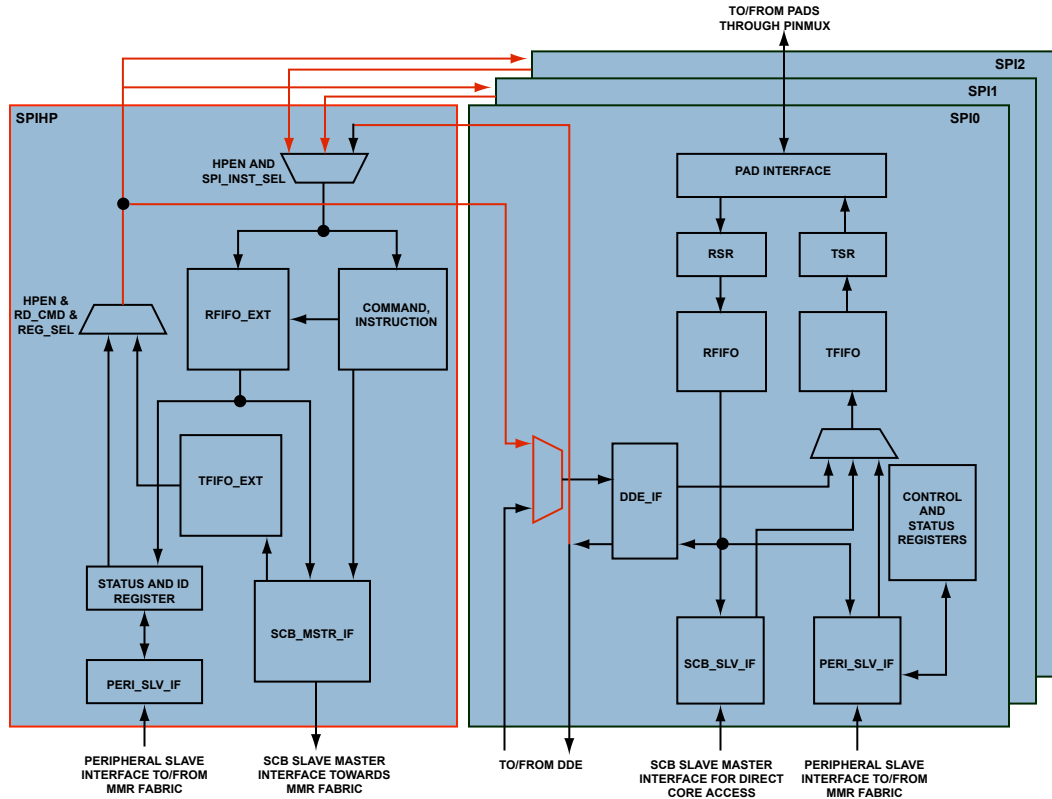 TO/FROM PADS
THROUGH PINMUX
SPI2
SPI1
SPIHP
SPI0
HPEN AND
SPI_INST_SEL
PAD INTERFACE
RSR
TSR
HPEN &
RD_CMD &
REG_SEL
RFIFO_EXT
COMMAND,
INSTRUCTION
RFIFO
TFIFO
TFIFO_EXT
DDE_IF
CONTROL
AND
STATUS
REGISTERS
STATUS AND ID
REGISTER
SCB_MSTR_IF
SCB_SLV_IF
PERI_SLV_IF
PERI_SLV_IF
PERIPHERAL SLAVE
INTERFACE TO/FROM
MMR FABRIC
SCB SLAVE MASTER
INTERFACE TOWARDS
MMR FABRIC
TO/FROM DDE
SCB SLAVE MASTER
INTERFACE FOR DIRECT
CORE ACCESS
PERIPHERAL SLAVE
INTERFACE TO/FROM
MMR FABRIC